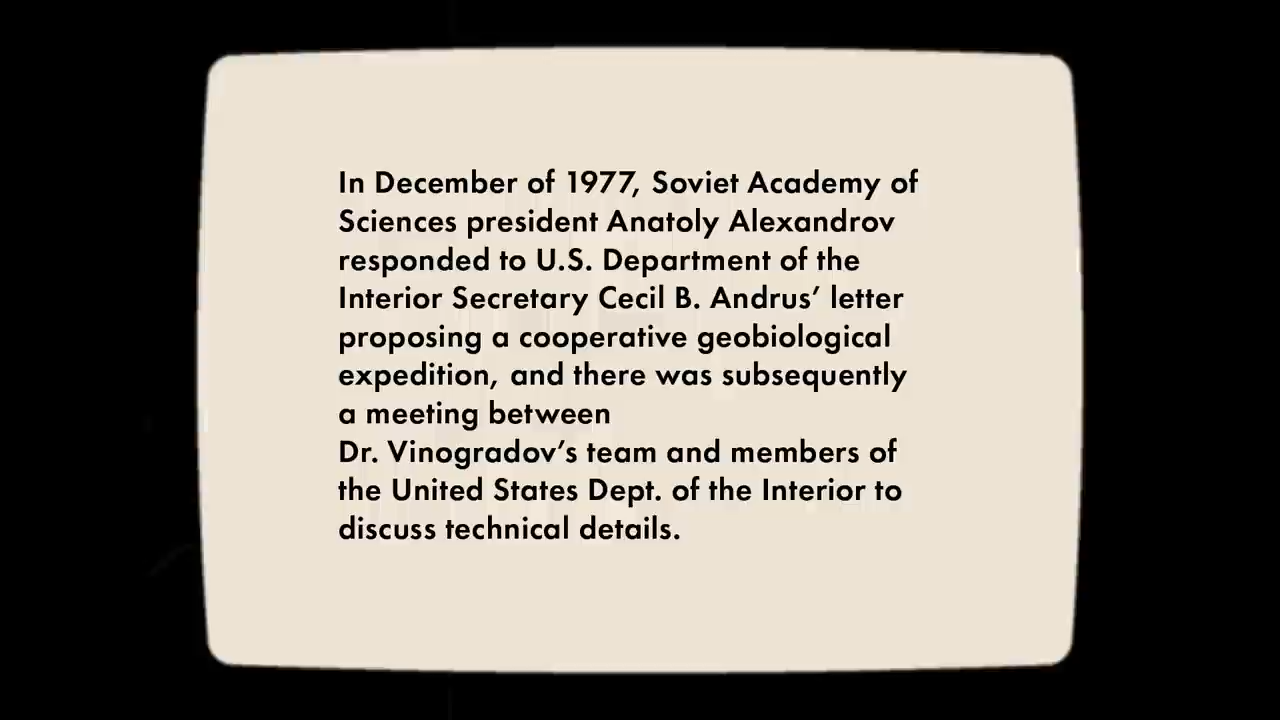 In December of 1977, Soviet Academy of
Sciences president Anatoly Alexandrov
responded to U.S. Department of the
Interior Secretary Cecil B. Andrus’ letter
proposing a cooperative geobiological
expedition, and there was subsequently
a meeting between
Dr. Vinogradov’s team and members of
the United States Dept. of the Interior to
discuss technical details.